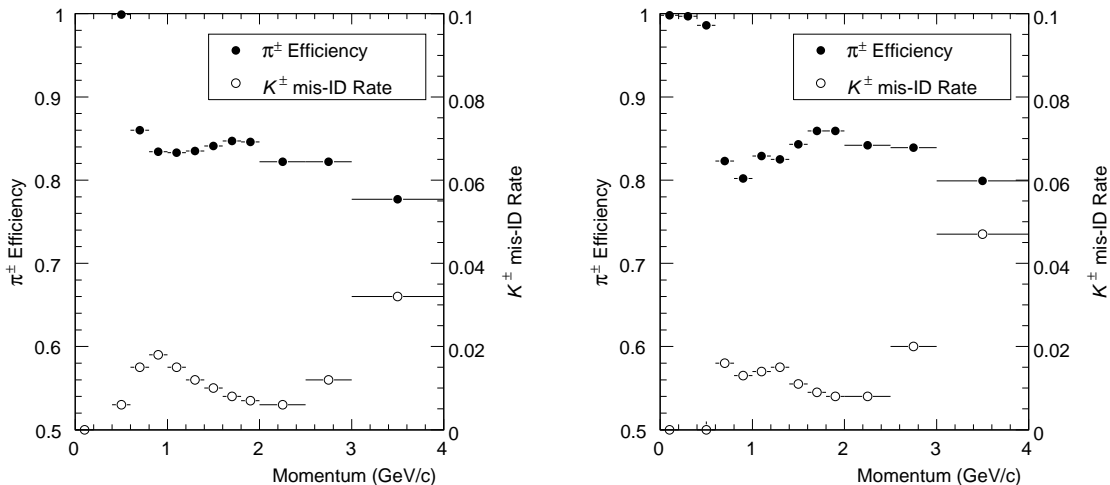 1
0.9
0.8
0.7
0.6
0.5
π± Efficiency
0.1
0.08
0.06
0.04
0.02
0
K± mis-ID Rate
π± Efficiency
K± mis-ID Rate
0 1 2 3 4
Momentum (GeV/c)
1
0.9
0.8
0.7
0.6
0.5
π± Efficiency
0.1
0.08
0.06
0.04
0.02
0
K± mis-ID Rate
π± Efficiency
K± mis-ID Rate
0 1 2 3 4
Momentum (GeV/c)